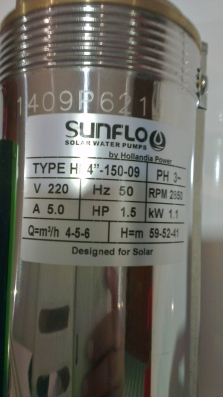 1409P621
SUNFLO
SOLAR WATER PUMPS
by Hollandia Power
TYPE H 4"-150-09 PH 3~
V 220 Hz 50 RPM 2850
A 5.0 HP 1.5 kW 1.1
Q=m³/h 4-5-6 H=m 59-52-41
Designed for Solar